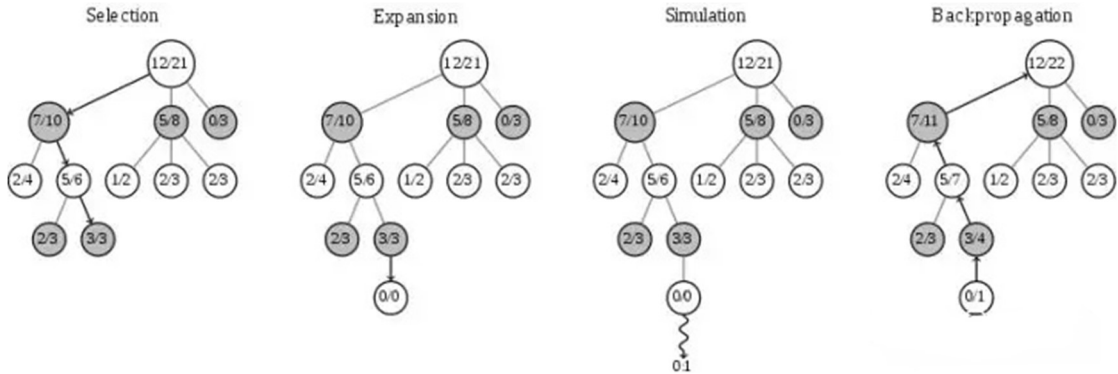 Selection Expansion Simulation Backpropagation
12/21 12/21 12/21 12/22
7/10 5/8 0/3 7/10 5/8 0/3 7/10 5/8 0/3 7/11 5/8 0/3
2/4 5/6 1/2 2/3 2/3 2/4 5/6 1/2 2/3 2/3 2/4 5/6 1/2 2/3 2/3 2/4 5/7 1/2 2/3 2/3
2/3 3/3 2/3 3/3 2/3 3/3 2/3 3/4
0/0 0/0 0/1
0:1